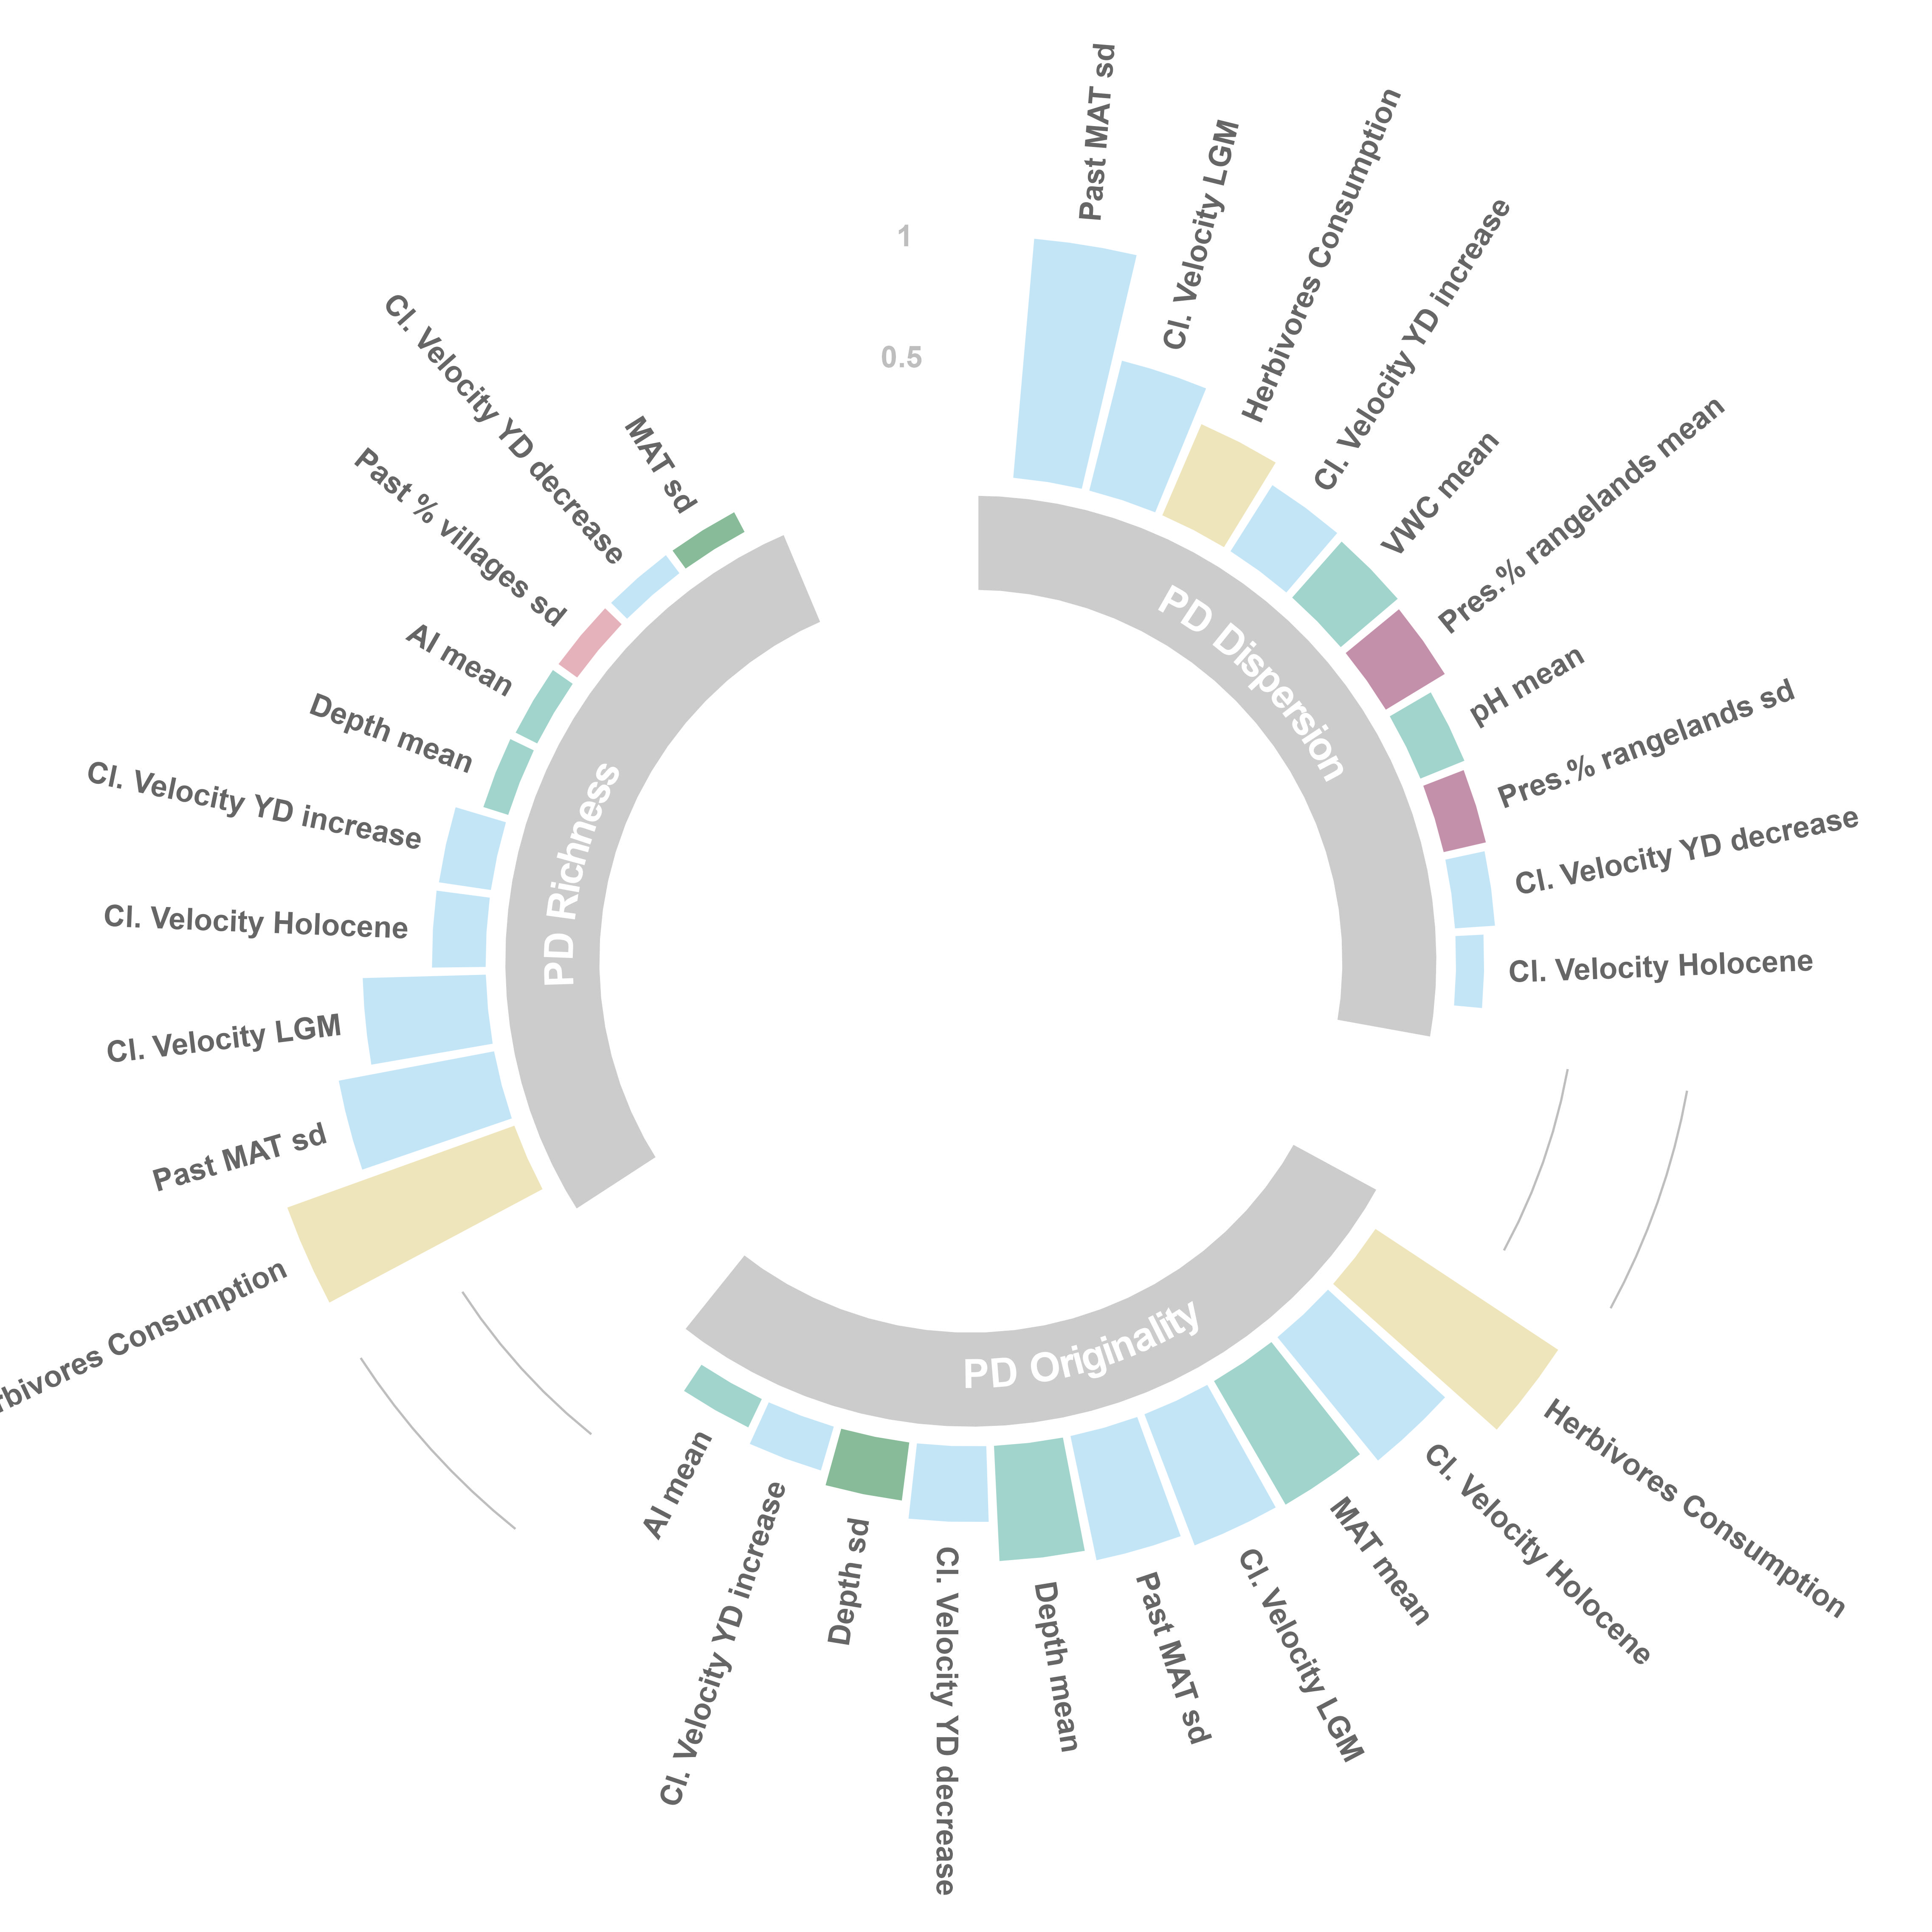 1
0.5
Past MAT sd
Cl. Velocity LGM
Herbivores Consumption
Cl. Velocity YD increase
VWC mean
Pres.% rangelands mean
pH mean
Pres.% rangelands sd
Cl. Velocity YD decrease
Cl. Velocity Holocene
PD Dispersion
Herbivores Consumption
Cl. Velocity Holocene
MAT mean
Cl. Velocity LGM
Past MAT sd
Depth mean
Cl. Velocity YD decrease
Depth sd
Cl. Velocity YD increase
AI mean
PD Originality
rbivores Consumption
Past MAT sd
Cl. Velocity LGM
Cl. Velocity Holocene
Cl. Velocity YD increase
Depth mean
AI mean
Past % villages sd
Cl. Velocity YD decrease
MAT sd
PD Richness